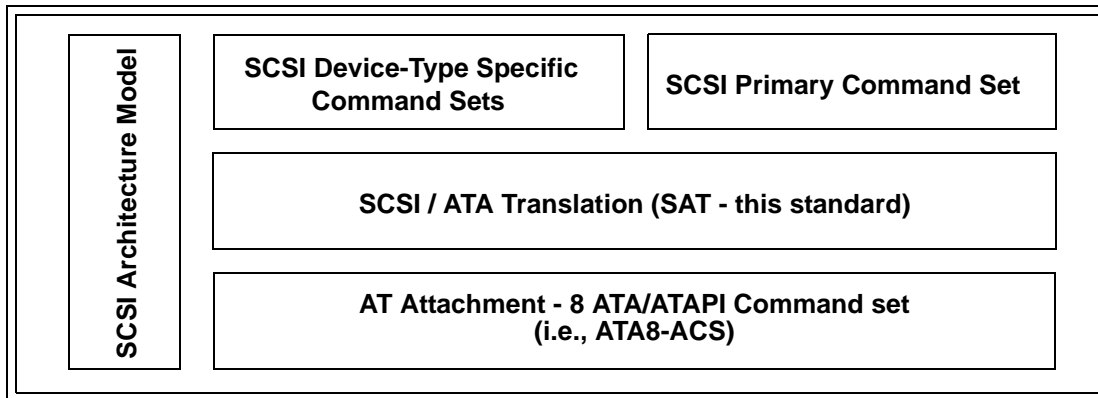 SCSI Architecture Model
SCSI Device-Type Specific
Command Sets
SCSI Primary Command Set
SCSI / ATA Translation (SAT - this standard)
AT Attachment - 8 ATA/ATAPI Command set
(i.e., ATA8-ACS)